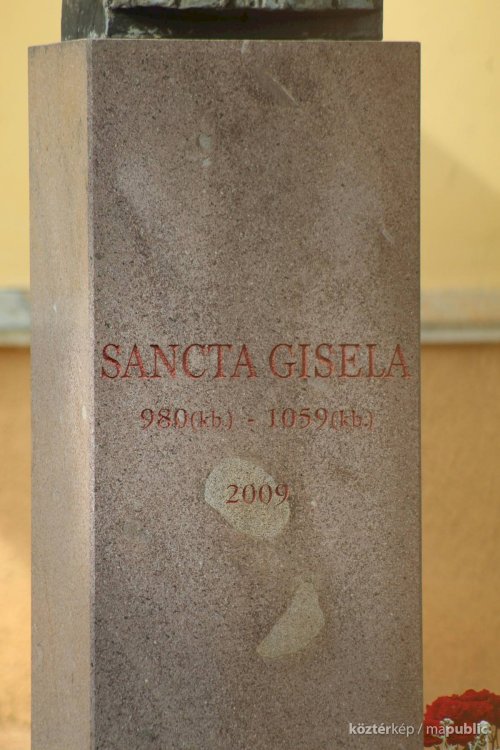 SANCTA GISELA
980(kb.) - 1059(kb.)
2009
köztérkép / mapublic